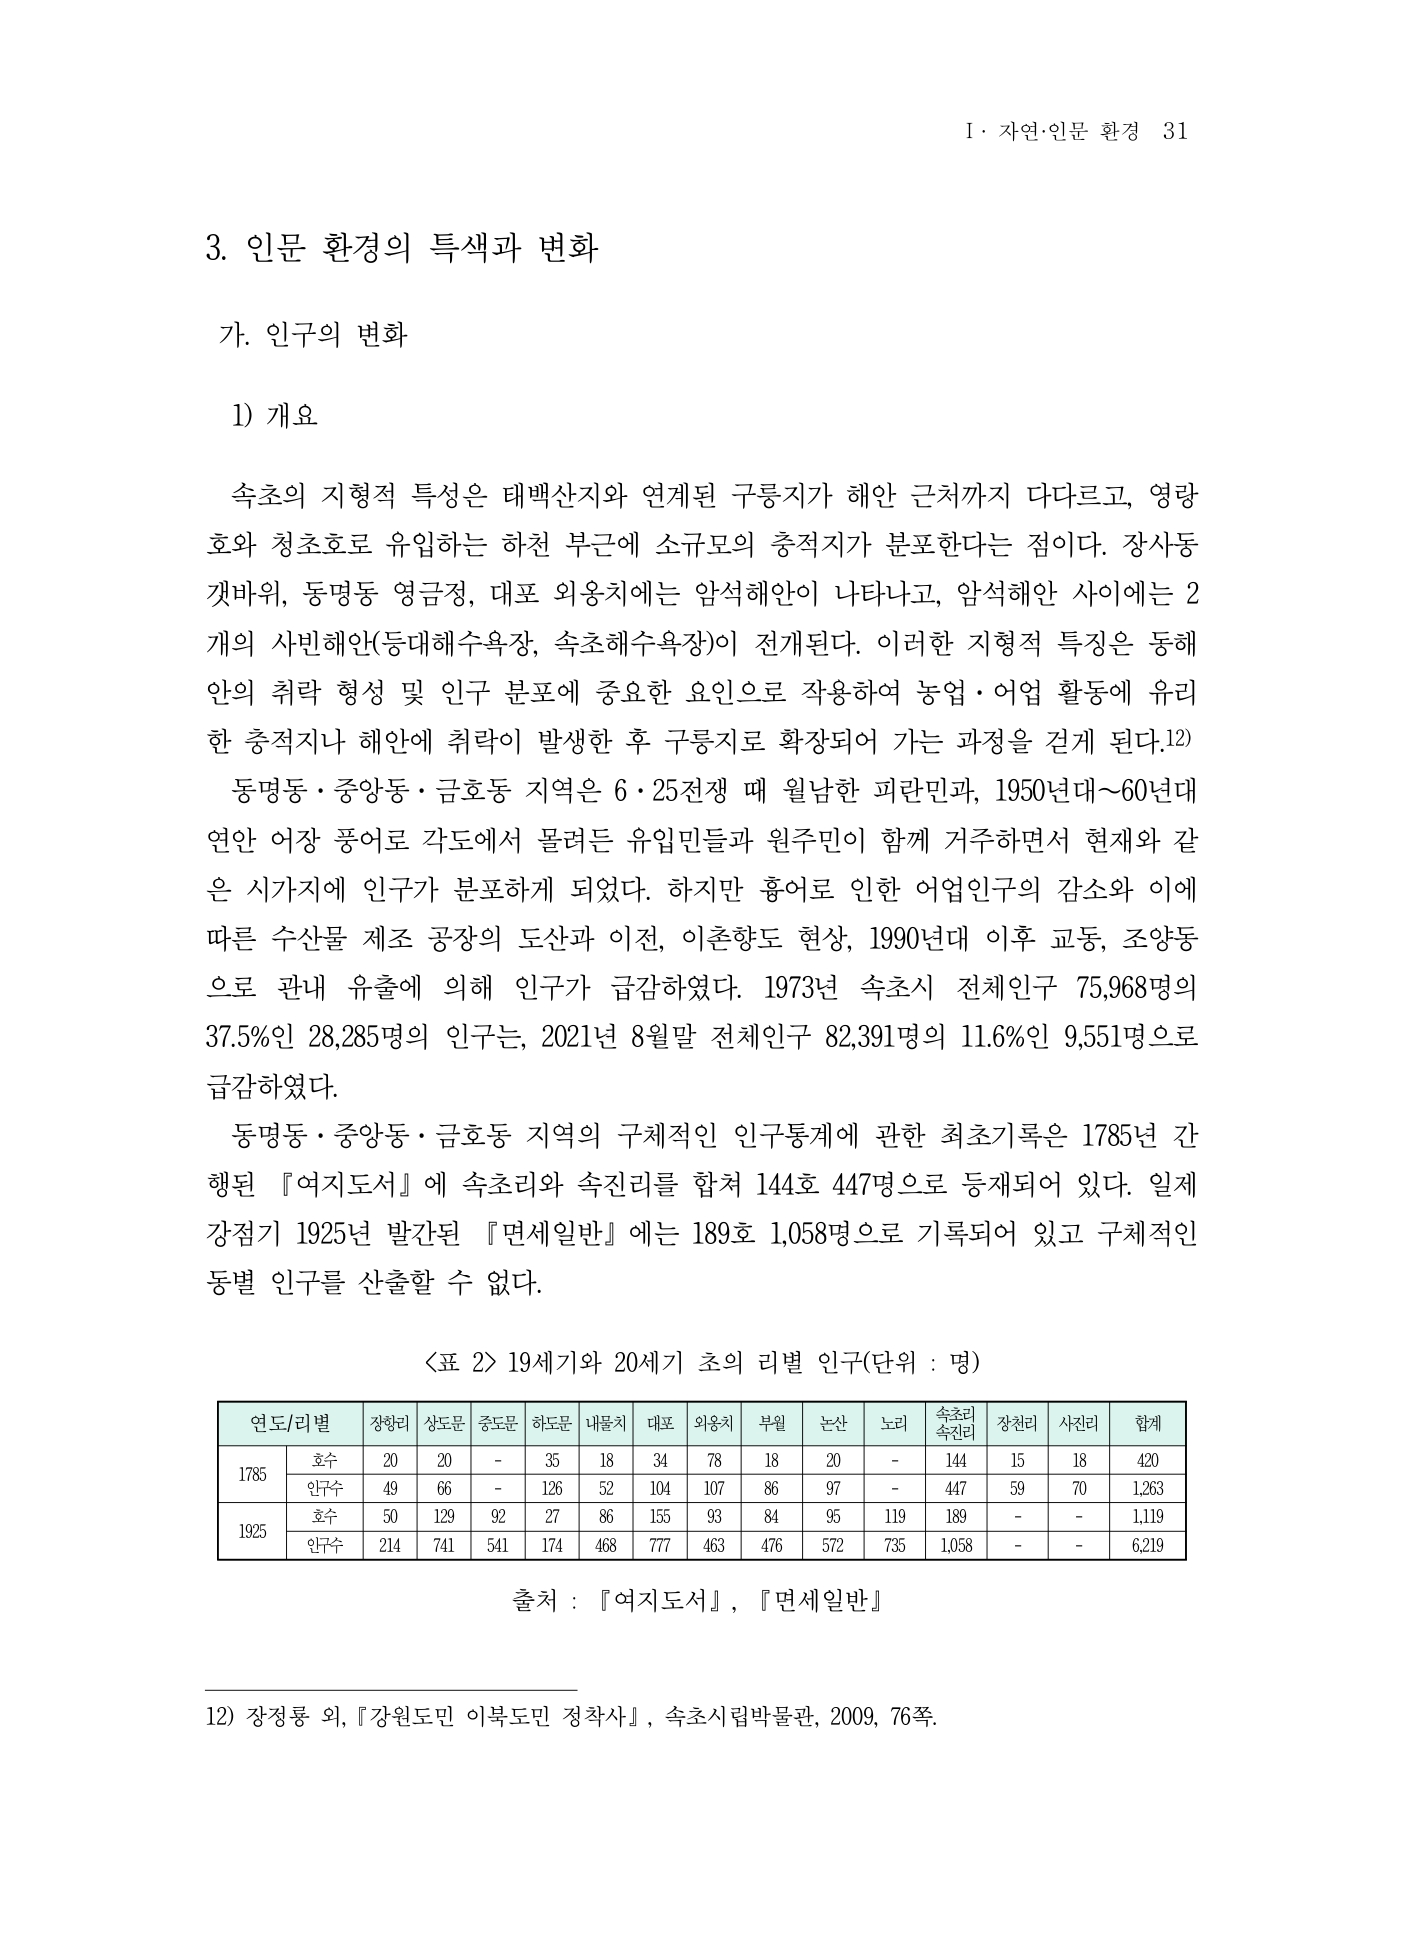 I · 자연·인문 환경 31
3. 인문 환경의 특색과 변화
가. 인구의 변화
1) 개요
속초의 지형적 특성은 태백산지와 연계된 구릉지가 해안 근처까지 다다르고, 영랑
호와 청초호로 유입하는 하천 부근에 소규모의 충적지가 분포한다는 점이다. 장사동
갯바위, 동명동 영금정, 대포 외옹치에는 암석해안이 나타나고, 암석해안 사이에는 2
개의 사빈해안(등대해수욕장, 속초해수욕장)이 전개된다. 이러한 지형적 특징은 동해
안의 취락 형성 및 인구 분포에 중요한 요인으로 작용하여 농업·어업 활동에 유리
한 충적지나 해안에 취락이 발생한 후 구릉지로 확장되어 가는 과정을 걷게 된다.12)
동명동·중앙동·금호동 지역은 6·25전쟁 때 월남한 피란민과, 1950년대～60년대
연안 어장 풍어로 각도에서 몰려든 유입민들과 원주민이 함께 거주하면서 현재와 같
은 시가지에 인구가 분포하게 되었다. 하지만 흉어로 인한 어업인구의 감소와 이에
따른 수산물 제조 공장의 도산과 이전, 이촌향도 현상, 1990년대 이후 교동, 조양동
으로 관내 유출에 의해 인구가 급감하였다. 1973년 속초시 전체인구 75,968명의
37.5%인 28,285명의 인구는, 2021년 8월말 전체인구 82,391명의 11.6%인 9,551명으로
급감하였다.
동명동·중앙동·금호동 지역의 구체적인 인구통계에 관한 최초기록은 1785년 간
행된 『여지도서』에 속초리와 속진리를 합쳐 144호 447명으로 등재되어 있다. 일제
강점기 1925년 발간된 『면세일반』에는 189호 1,058명으로 기록되어 있고 구체적인
동별 인구를 산출할 수 없다.
<표 2> 19세기와 20세기 초의 리별 인구(단위 : 명)
연도/리별 장항리 상도문 중도문 하도문 내물치 대포 외옹치 부월 논산 노리 속초리 속진리 장천리 사진리 합계
1785 호수 20 20 - 35 18 34 78 18 20 - 144 15 18 420
인구수 49 66 - 126 52 104 107 86 97 - 447 59 70 1,263
1925 호수 50 129 92 27 86 155 93 84 95 119 189 - - 1,119
인구수 214 741 541 174 468 777 463 476 572 735 1,058 - - 6,219
출처 : 『여지도서』, 『면세일반』
12) 장정룡 외,『강원도민 이북도민 정착사』, 속초시립박물관, 2009, 76쪽.